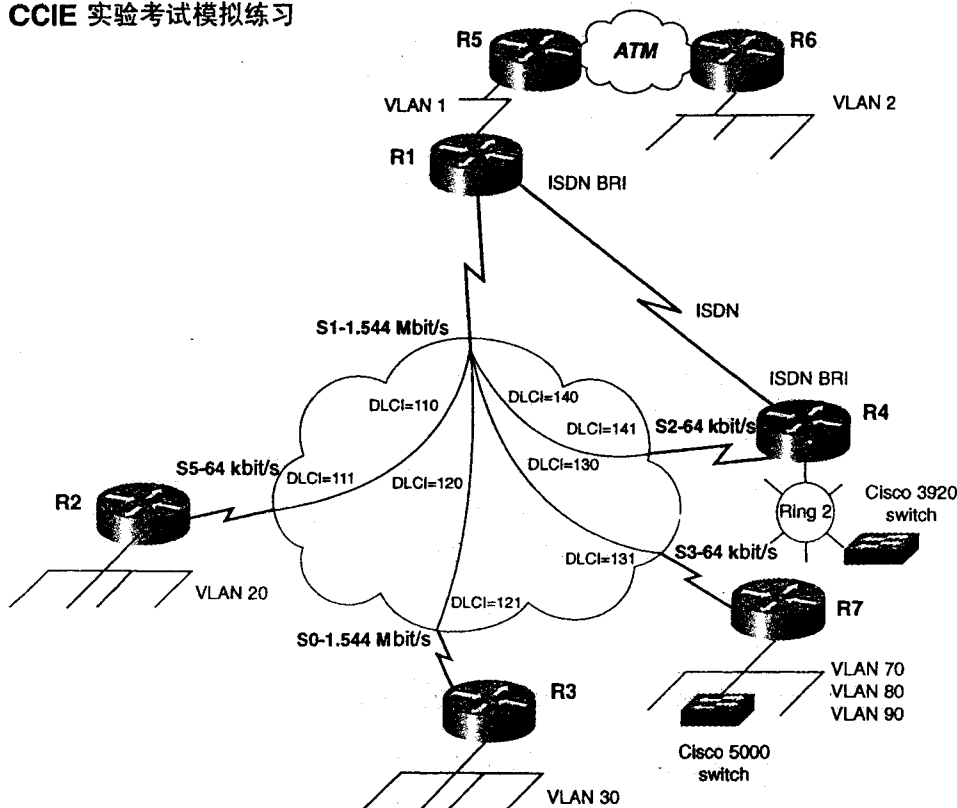 CCIE 实验考试模拟练习
R5
ATM
R6
VLAN 1
VLAN 2
R1
ISDN BRI
ISDN
S1-1.544 Mbit/s
ISDN BRI
DLCI=110
DLCI=140
R4
DLCI=141
S2-64 kbit/s
S5-64 kbit/s
DLCI=111
DLCI=120
DLCI=130
R2
Ring 2
Cisco 3920
switch
VLAN 20
DLCI=131
S3-64 kbit/s
DLCI=121
R7
S0-1.544 Mbit/s
R3
VLAN 70
VLAN 80
VLAN 90
Cisco 5000
switch
VLAN 30